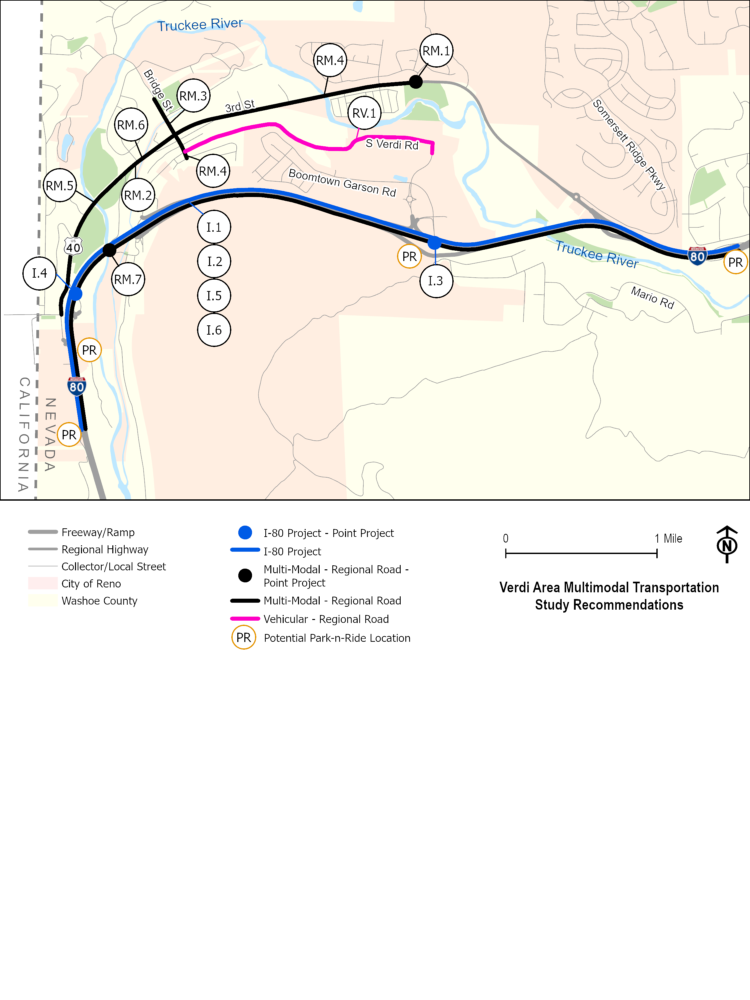 Truckee River
RM.1
RM.4
Bridge St
RM.3
3rd St
RV.1
RM.6
S Verdi Rd
Somersett Ridge Pkwy
RM.4
Boomtown Garson Rd
RM.5
RM.2
I.1
US
40
PR
Truckee River
INTERSTATE
80
PR
I.2
I.4
RM.7
I.3
I.5
Mario Rd
I.6
PR
INTERSTATE
80
CALIFORNIA
NEVADA
PR
Freeway/Ramp
Regional Highway
Collector/Local Street
City of Reno
Washoe County
I-80 Project - Point Project
I-80 Project
Multi-Modal - Regional Road -
Point Project
Multi-Modal - Regional Road
Vehicular - Regional Road
PR Potential Park-n-Ride Location
0 1 Mile
N
Verdi Area Multimodal Transportation
Study Recommendations